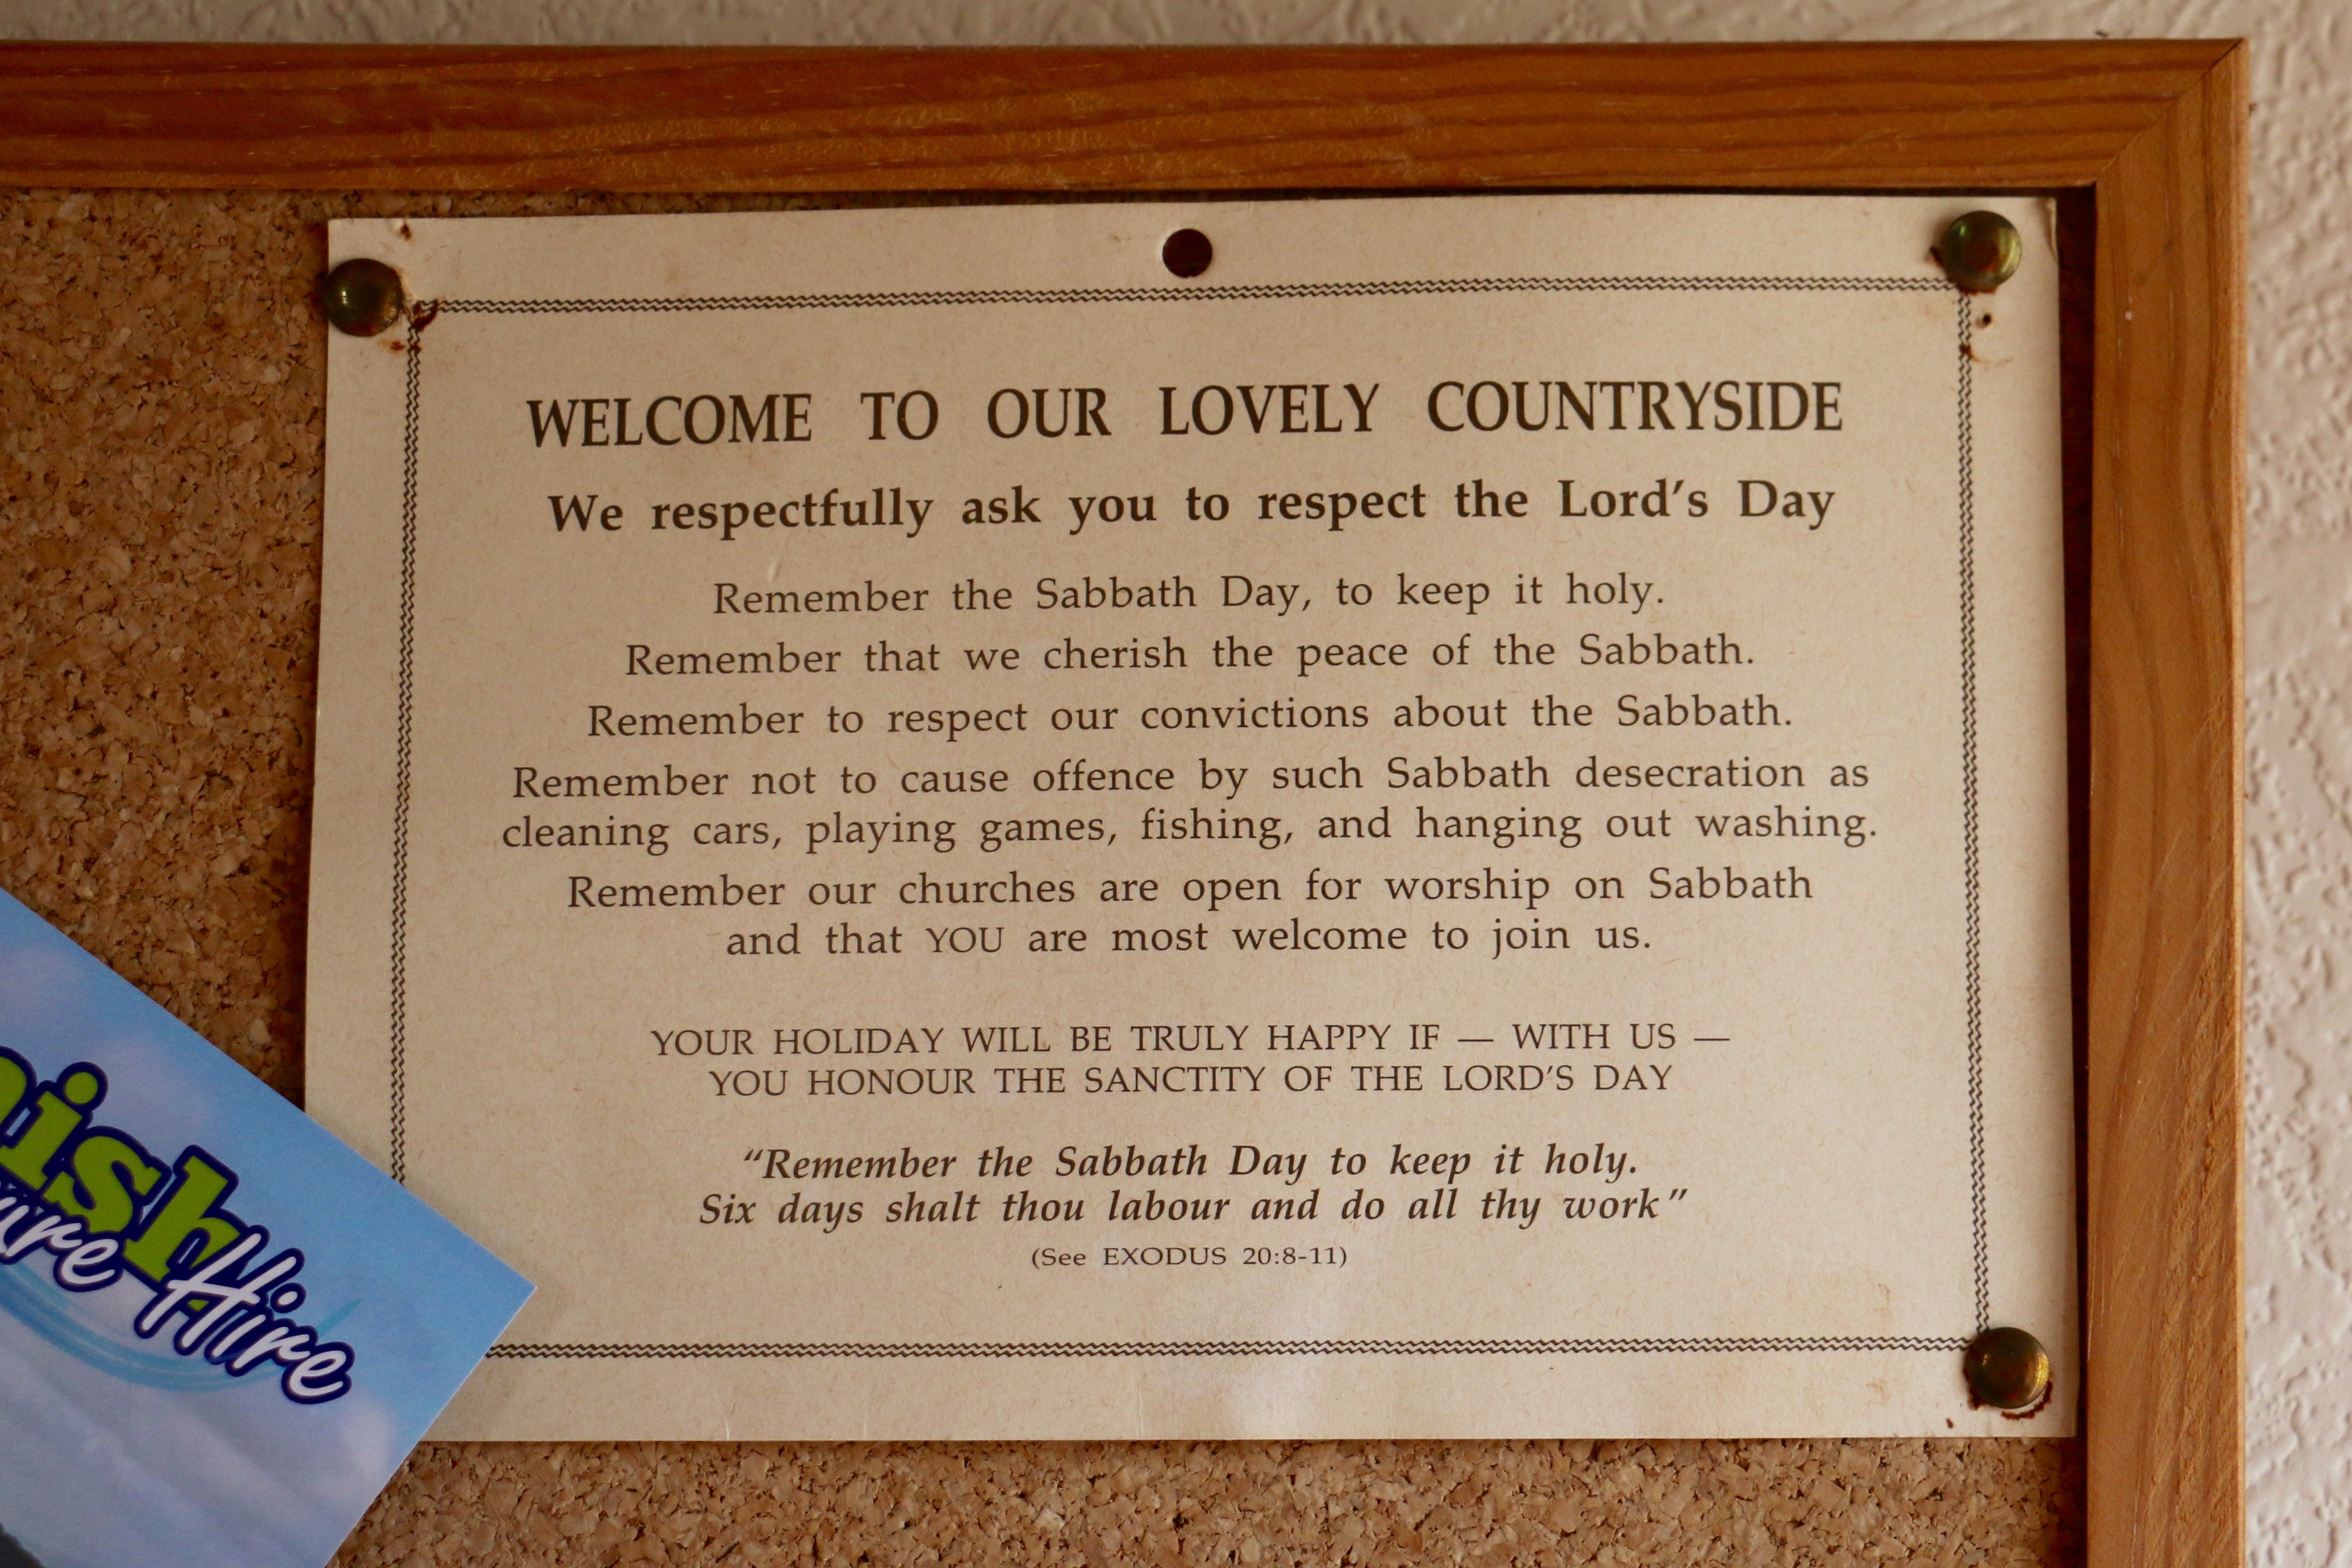 WELCOME TO OUR LOVELY COUNTRYSIDE
We respectfully ask you to respect the Lord's Day
Remember the Sabbath Day, to keep it holy.
Remember that we cherish the peace of the Sabbath.
Remember to respect our convictions about the Sabbath.
Remember not to cause offence by such Sabbath desecration as
cleaning cars, playing games, fishing, and hanging out washing.
Remember our churches are open for worship on Sabbath
and that YOU are most welcome to join us.
YOUR HOLIDAY WILL BE TRULY HAPPY IF — WITH US —
YOU HONOUR THE SANCTITY OF THE LORD'S DAY
“Remember the Sabbath Day to keep it holy.
Six days shalt thou labour and do all thy work”
(See EXODUS 20:8-11)
Hire